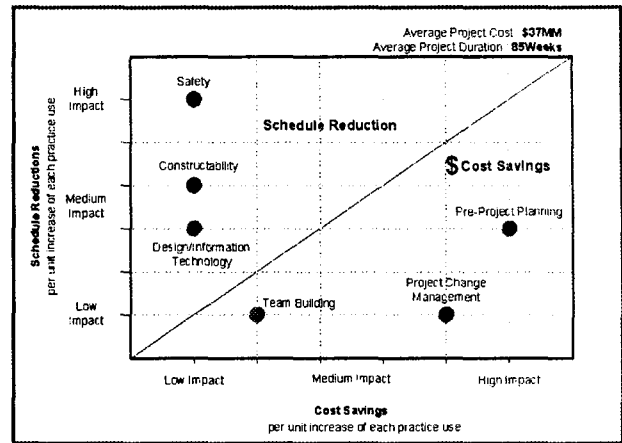 Average Project Cost $37MM
Average Project Duration 85Weeks
High
Impact
Safety
Schedule Reduction
$ Cost Savings
Constructability
Medium
Impact
Pre-Project Planning
Design/Information
Technology
Project Change
Management
Team Building
Low
Impact
Schedule Reductions
per unit increase of each practice use
Low Impact
Medium Impact
High Impact
Cost Savings
per unit increase of each practice use